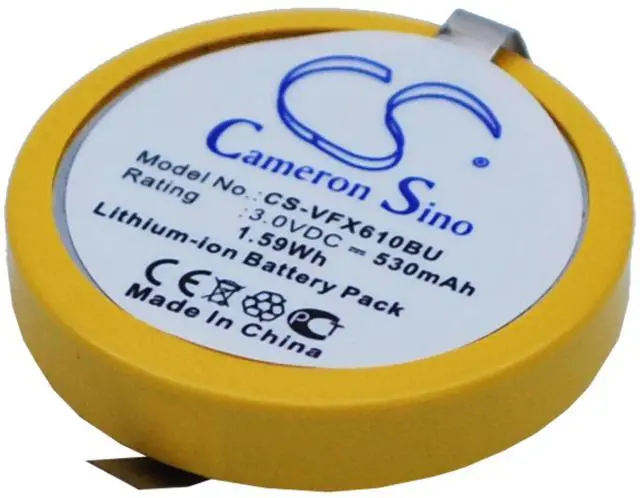 CS
Cameron Sino
Model No.: CS-VFX610BU
Rating : 3.0VDC ⎓ 530mAh
1.59Wh
Lithium-ion Battery Pack
CE
Made In China